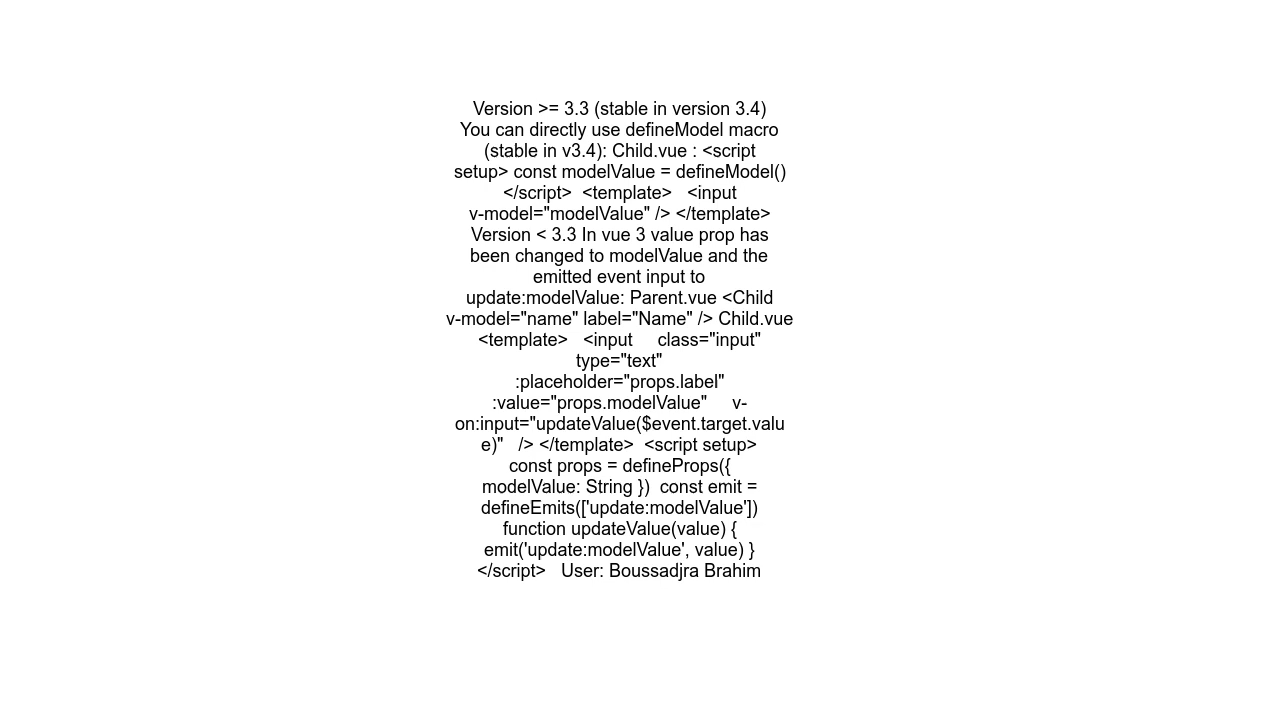 Version >= 3.3 (stable in version 3.4)
You can directly use defineModel macro
(stable in v3.4): Child.vue : <script
setup> const modelValue = defineModel()
</script>  <template>   <input
v-model="modelValue" /> </template>
Version < 3.3 In vue 3 value prop has
been changed to modelValue and the
emitted event input to
update:modelValue: Parent.vue <Child
v-model="name" label="Name" /> Child.vue
<template>   <input     class="input"
type="text"
:placeholder="props.label"
:value="props.modelValue"     v-
on:input="updateValue($event.target.valu
e)"   /> </template>  <script setup>
const props = defineProps({
modelValue: String })  const emit =
defineEmits(['update:modelValue'])
function updateValue(value) {
emit('update:modelValue', value) }
</script>   User: Boussadjra Brahim